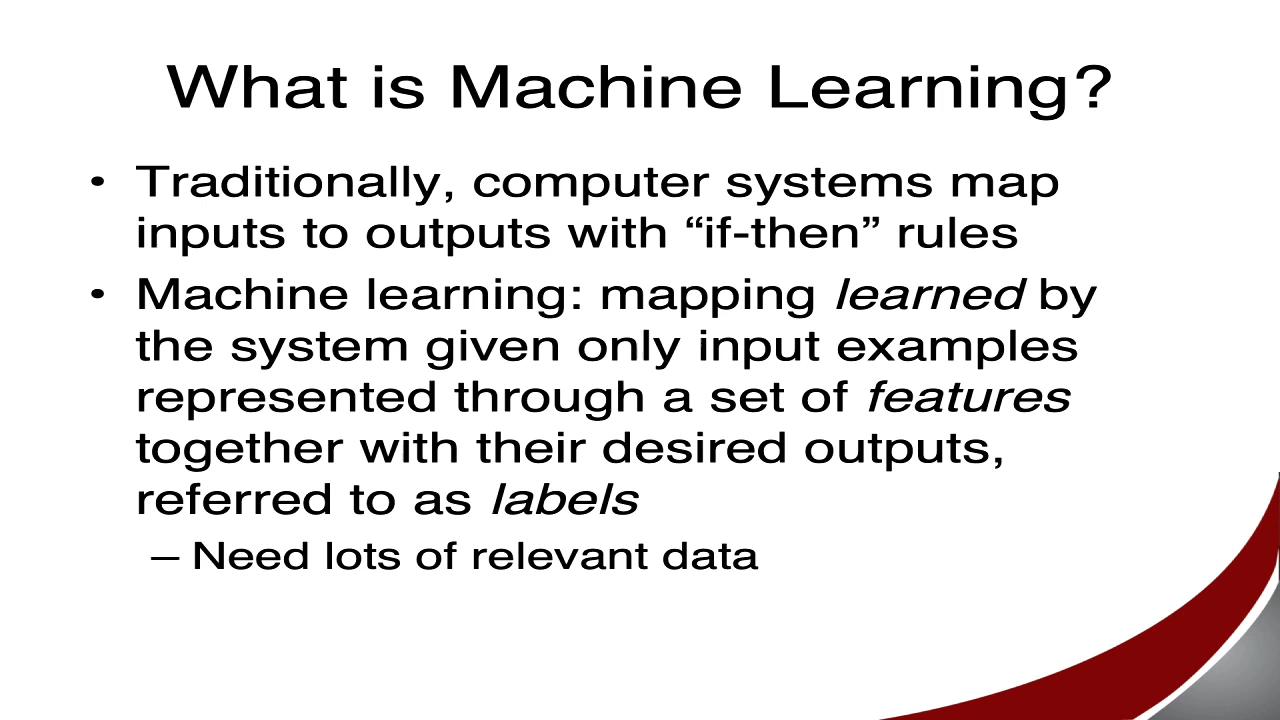 What is Machine Learning?
• Traditionally, computer systems map
inputs to outputs with “if-then” rules
• Machine learning: mapping learned by
the system given only input examples
represented through a set of features
together with their desired outputs,
referred to as labels
– Need lots of relevant data